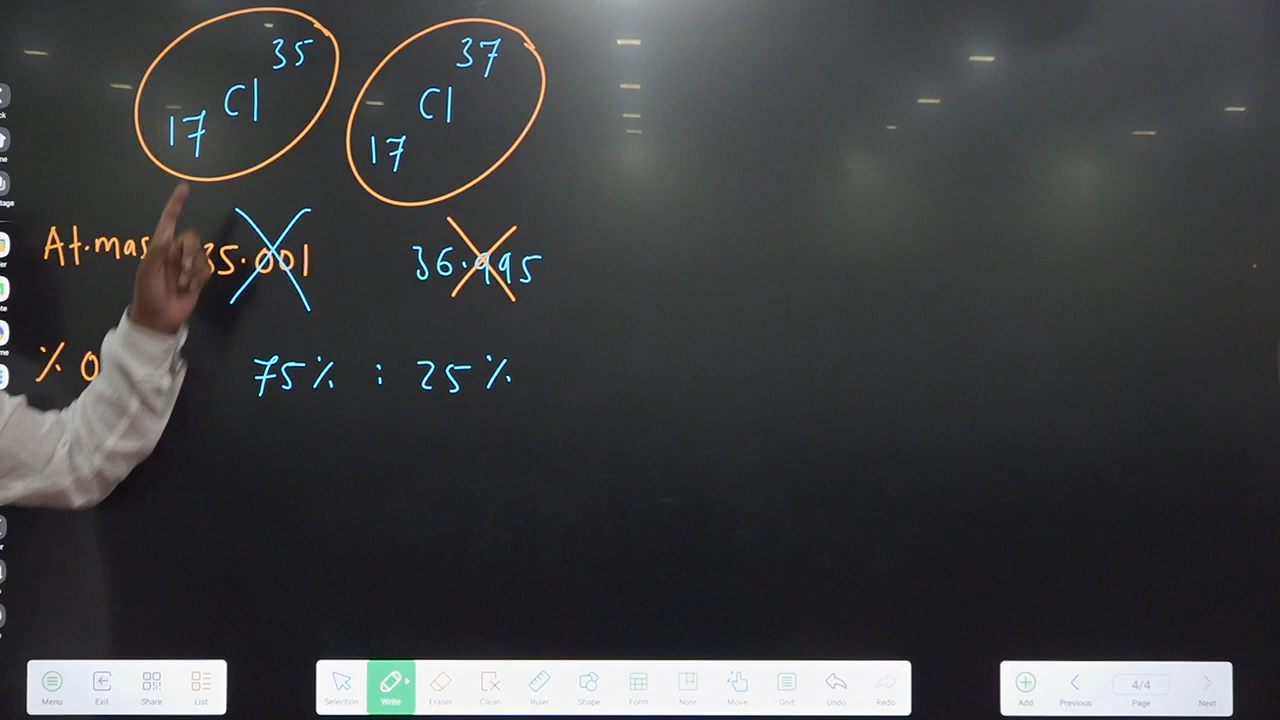 35 37
Cl Cl
17 17
At.mas 35.001 36.995
% 0
75% : 25%
Menu Exit Share List
Selection Write Eraser Clean Ruler Shape Form Note Move Grid Undo Redo
Add Previous 4/4 Page Next